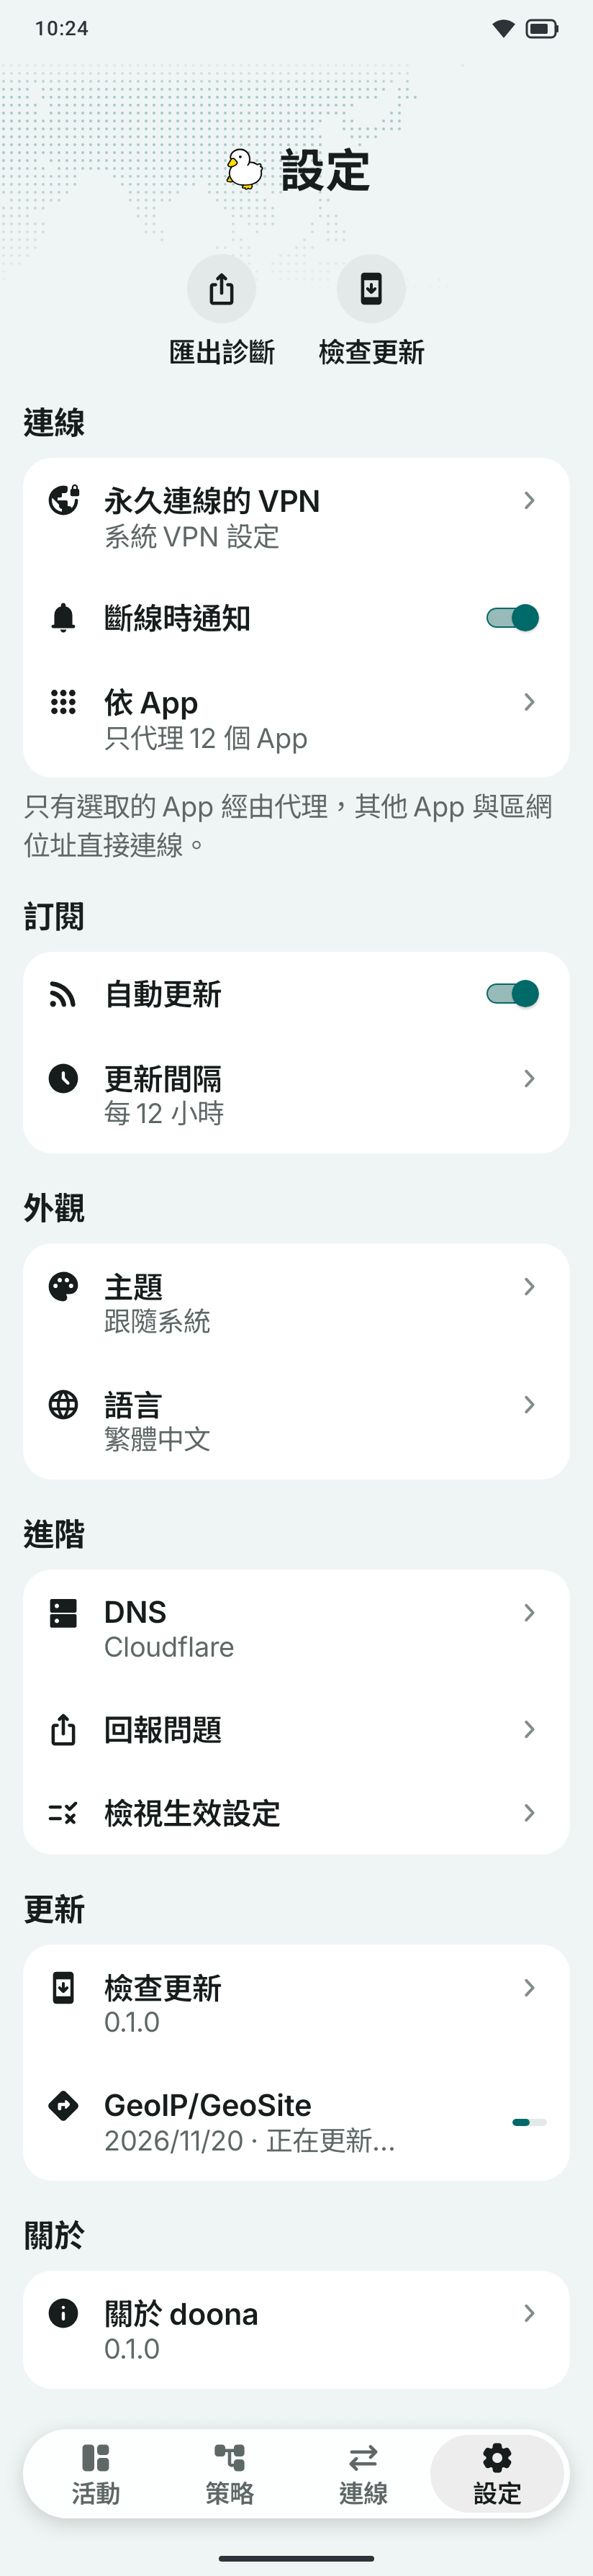 10:24
設定
匯出診斷
檢查更新
連線
永久連線的 VPN
系統 VPN 設定
斷線時通知
依 App
只代理 12 個 App
只有選取的 App 經由代理，其他 App 與區網
位址直接連線。
訂閱
自動更新
更新間隔
每 12 小時
外觀
主題
跟隨系統
語言
繁體中文
進階
DNS
Cloudflare
回報問題
檢視生效設定
更新
檢查更新
0.1.0
GeoIP/GeoSite
2026/11/20 · 正在更新...
關於
關於 doona
0.1.0
活動
策略
連線
設定